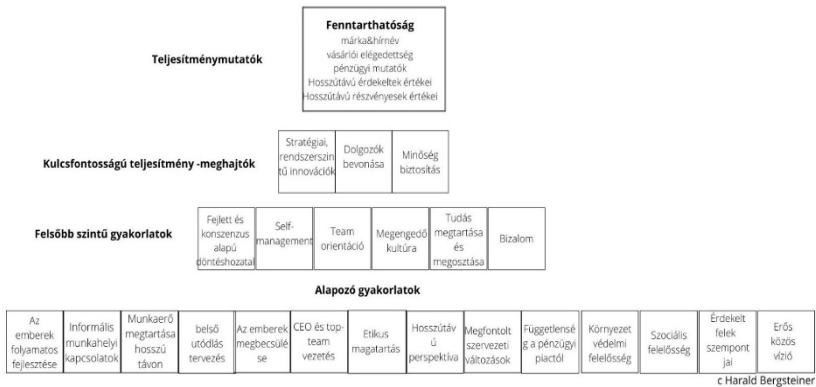 Fenntarthatóság
márka&hírnév
vásárlói elégedettség
pénzügyi mutatók
Hosszútávú érdekeltek értékei
Hosszútávú részvényesek értékei
Teljesítménymutatók
Kulcsfontosságú teljesítmény -meghajtók
Stratégiai,
rendszerszin
tű innovációk
Dolgozók
bevonása
Minőség
biztosítás
Felsőbb szintű gyakorlatok
Fejlett és
konszenzus
alapú
döntéshozatal
Self-
management
Team
orientáció
Megengedő
kultúra
Tudás
megtartása
és
megosztása
Bizalom
Alapozó gyakorlatok
Az
emberek
folyamatos
fejlesztése
Informális
munkahelyi
kapcsolatok
Munkaerő
megtartása
hosszú
távon
belső
utódlás
tervezés
Az emberek
megbecsülé
se
CEO és top-
team
vezetés
Etikus
magatartás
Hosszútáv
ú
perspektíva
Megfontolt
szervezeti
változások
Függetlensé
g a pénzügyi
piactól
Környezet
védelmi
felelősség
Szociális
felelősség
Érdekelt
felek
szempont
jai
Erős
közös
vízió
c Harald Bergsteiner